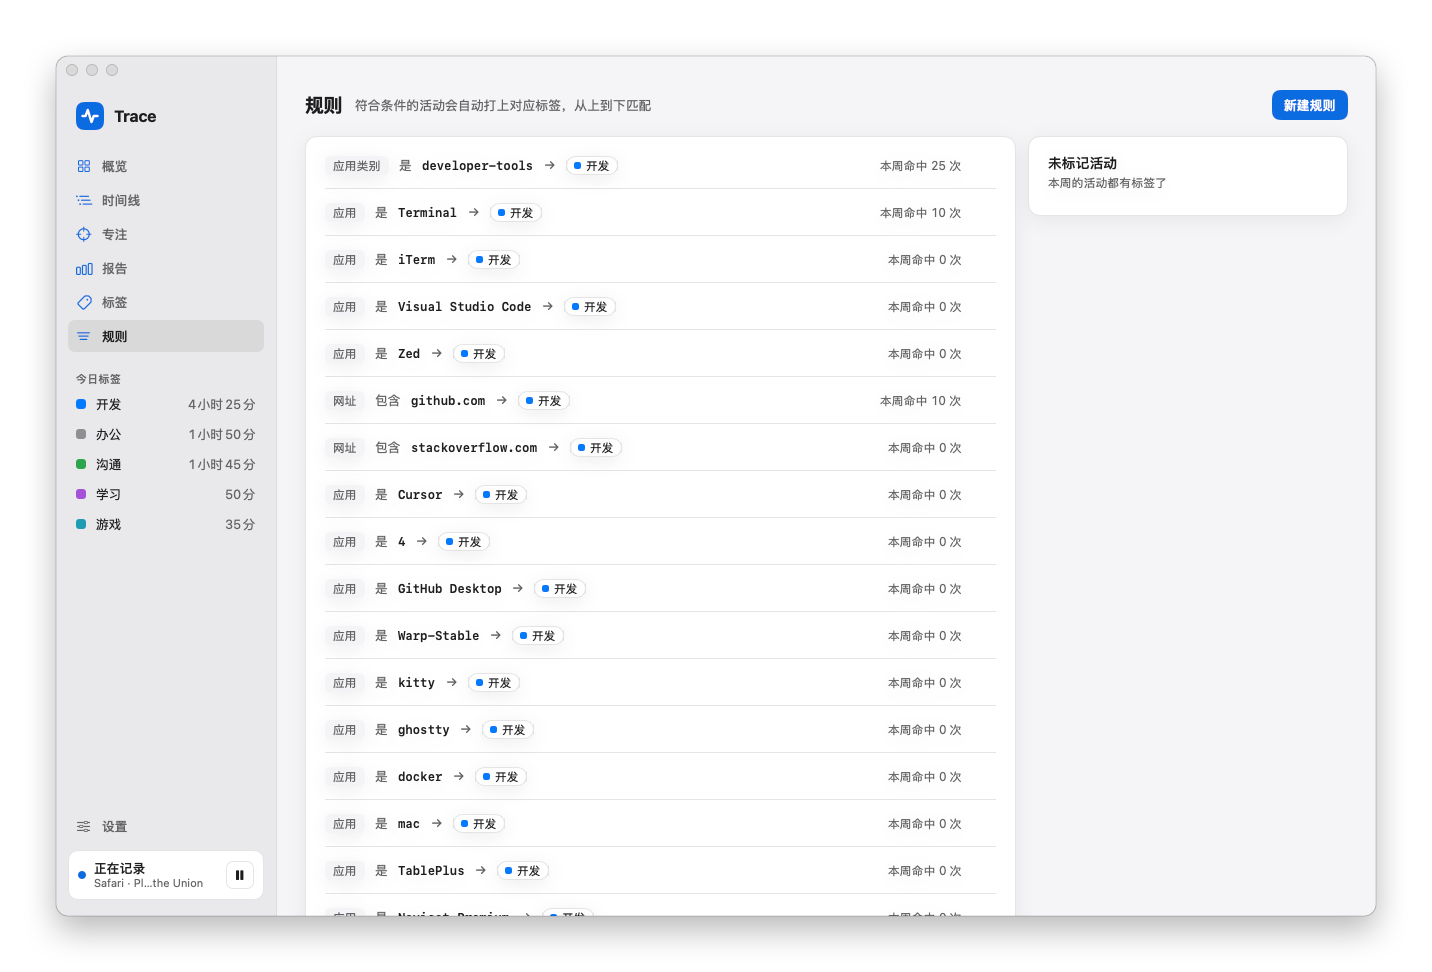 Trace
概览
时间线
专注
报告
标签
规则
今日标签
开发 4小时25分
办公 1小时50分
沟通 1小时45分
学习 50分
游戏 35分
设置
正在记录
Safari · Pl...the Union
规则 符合条件的活动会自动打上对应标签，从上到下匹配
新建规则
应用类别 是 developer-tools → 开发 本周命中 25 次
应用 是 Terminal → 开发 本周命中 10 次
应用 是 iTerm → 开发 本周命中 0 次
应用 是 Visual Studio Code → 开发 本周命中 0 次
应用 是 Zed → 开发 本周命中 0 次
网址 包含 github.com → 开发 本周命中 10 次
网址 包含 stackoverflow.com → 开发 本周命中 0 次
应用 是 Cursor → 开发 本周命中 0 次
应用 是 4 → 开发 本周命中 0 次
应用 是 GitHub Desktop → 开发 本周命中 0 次
应用 是 Warp-Stable → 开发 本周命中 0 次
应用 是 kitty → 开发 本周命中 0 次
应用 是 ghostty → 开发 本周命中 0 次
应用 是 docker → 开发 本周命中 0 次
应用 是 mac → 开发 本周命中 0 次
应用 是 TablePlus → 开发 本周命中 0 次
未标记活动
本周的活动都有标签了